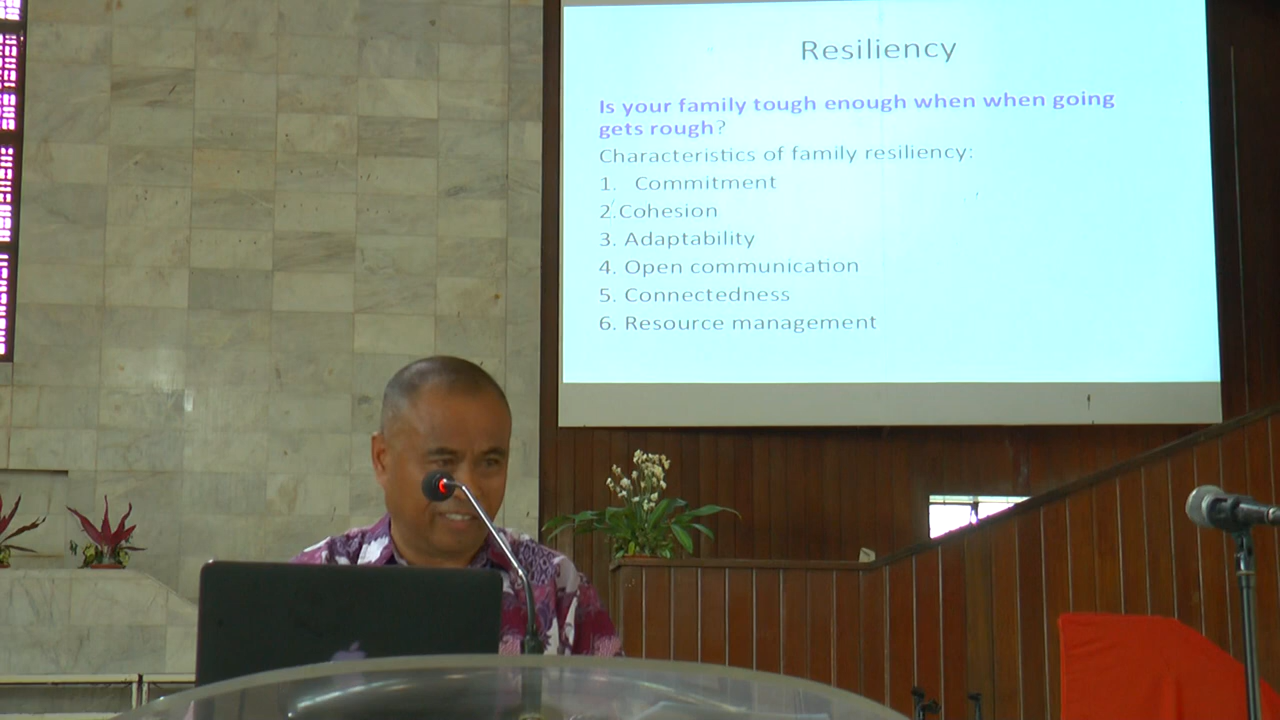 Resiliency
Is your family tough enough when when going
gets rough?
Characteristics of family resiliency:
1. Commitment
2.Cohesion
3. Adaptability
4. Open communication
5. Connectedness
6. Resource management